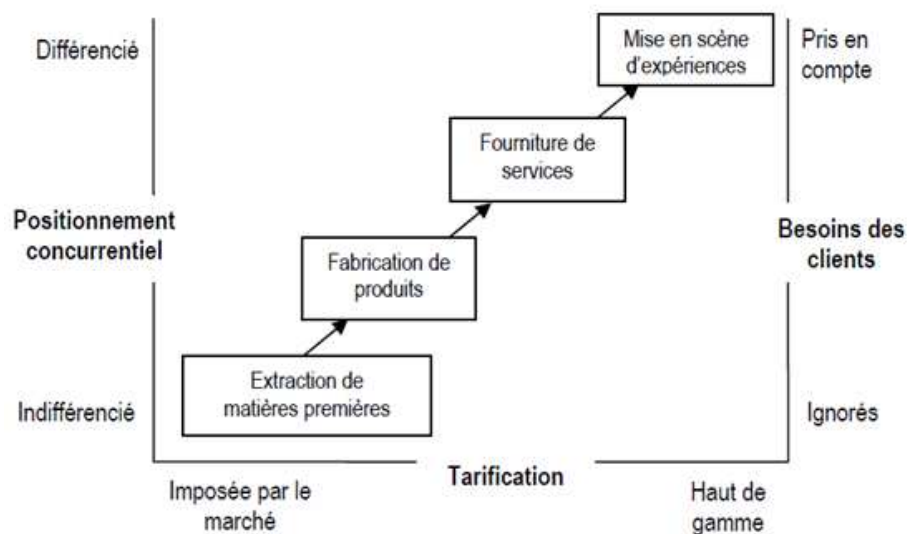 Différencié
Mise en scène
d'expériences
Pris en
compte
Fourniture de
services
Positionnement
concurrentiel
Besoins des
clients
Fabrication de
produits
Extraction de
matières premières
Indifférencié
Ignorés
Tarification
Imposée par le
marché
Haut de
gamme